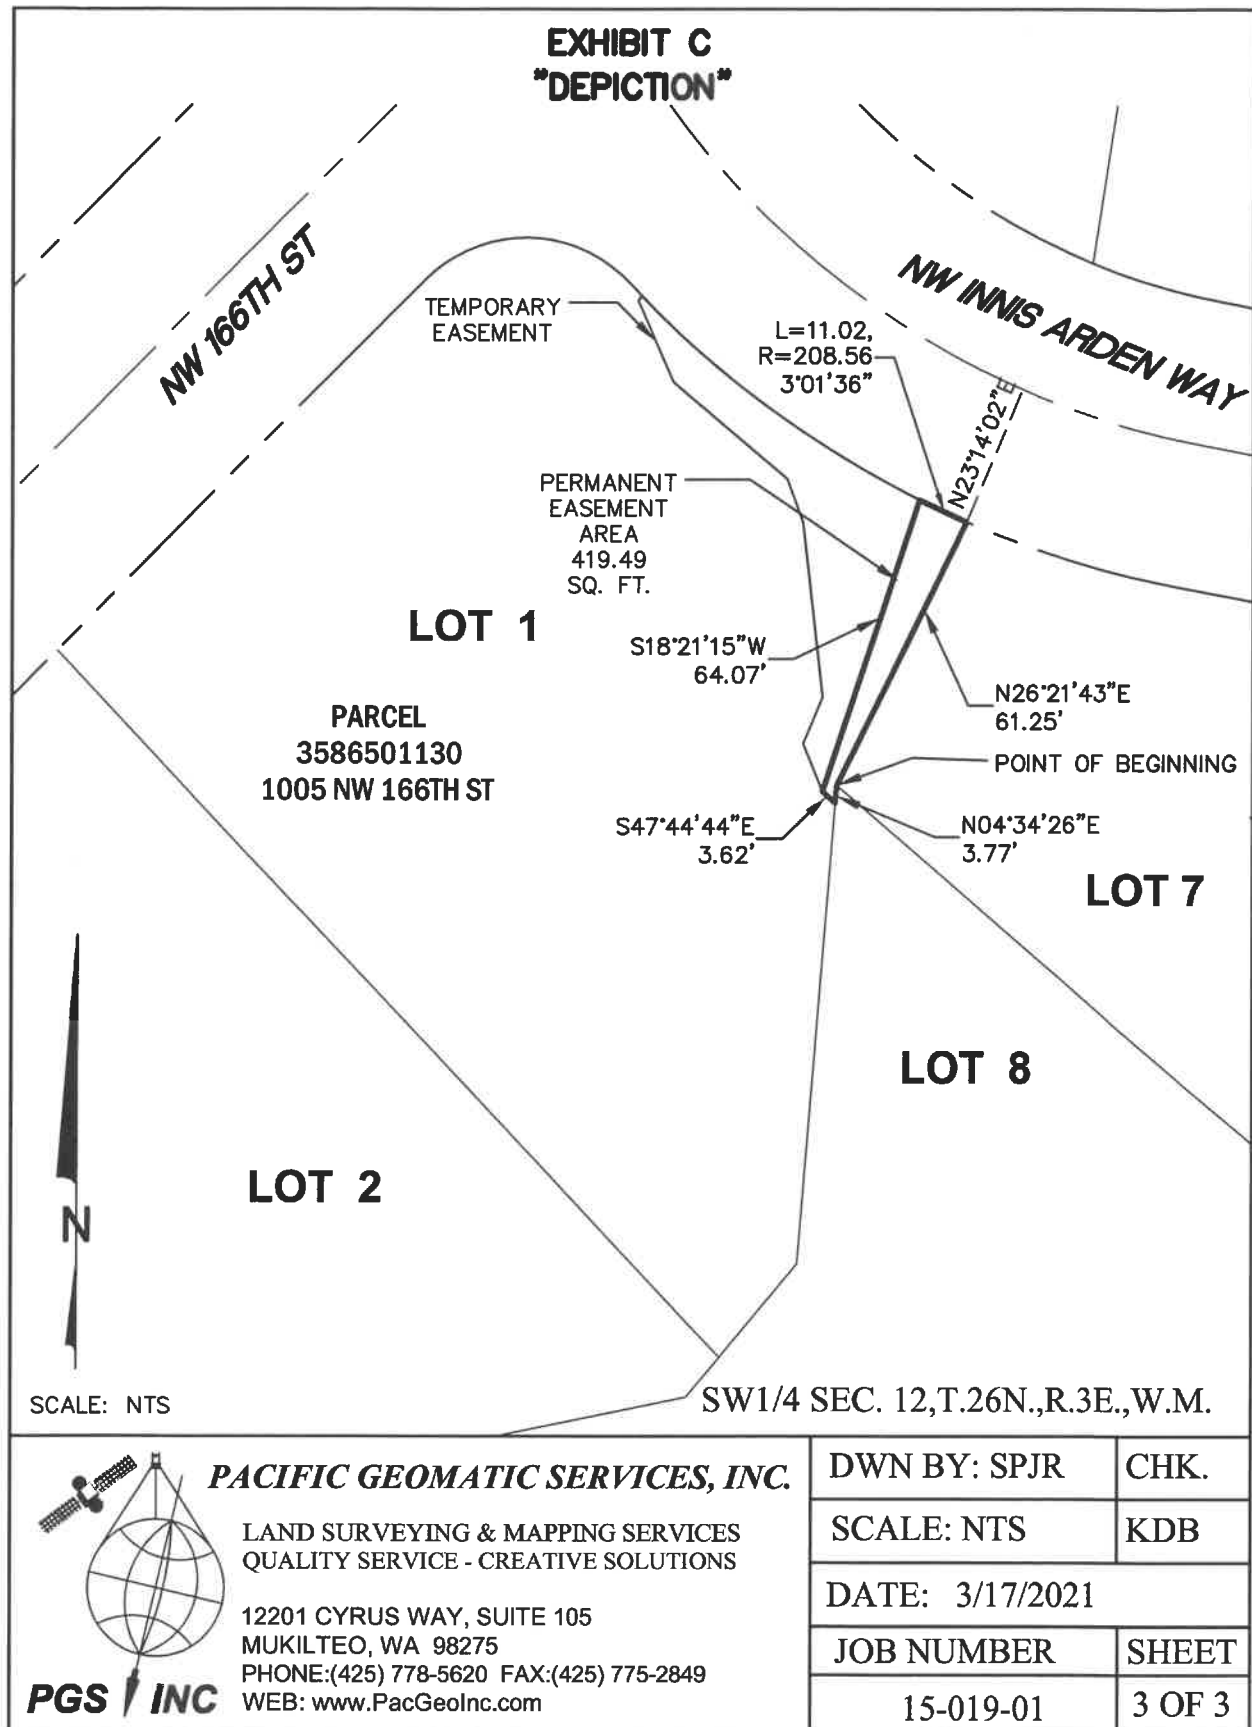 EXHIBIT C
"DEPICTION"
NW 166TH ST
NW INNIS ARDEN WAY
TEMPORARY
EASEMENT
L=11.02,
R=208.56
3°01'36"
N23°14'02"E
PERMANENT
EASEMENT
AREA
419.49
SQ. FT.
LOT 1
S18°21'15"W
64.07'
N26°21'43"E
61.25'
PARCEL
3586501130
1005 NW 166TH ST
POINT OF BEGINNING
S47°44'44"E
3.62'
N04°34'26"E
3.77'
LOT 7
LOT 8
LOT 2
N
SCALE: NTS
SW1/4 SEC. 12,T.26N.,R.3E.,W.M.
PACIFIC GEOMATIC SERVICES, INC.
LAND SURVEYING & MAPPING SERVICES
QUALITY SERVICE - CREATIVE SOLUTIONS
12201 CYRUS WAY, SUITE 105
MUKILTEO, WA 98275
PHONE:(425) 778-5620 FAX:(425) 775-2849
WEB: www.PacGeoInc.com
PGS INC
DWN BY: SPJR
CHK.
SCALE: NTS
KDB
DATE: 3/17/2021
JOB NUMBER
SHEET
15-019-01
3 OF 3